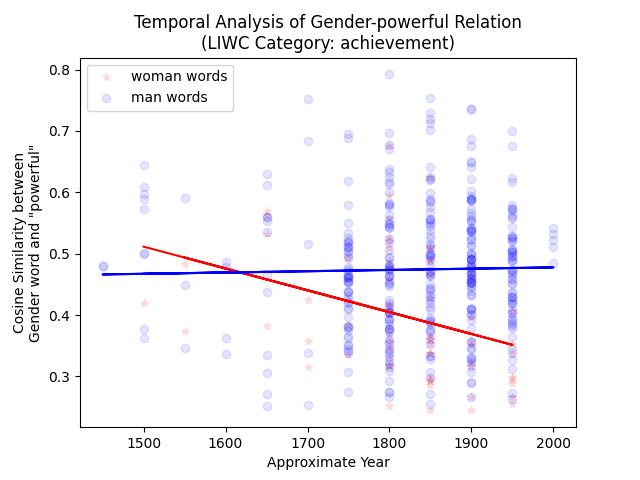 Temporal Analysis of Gender-powerful Relation
(LIWC Category: achievement)
woman words
man words
Cosine Similarity between
Gender word and "powerful"
0.8
0.7
0.6
0.5
0.4
0.3
1500
1600
1700
1800
1900
2000
Approximate Year